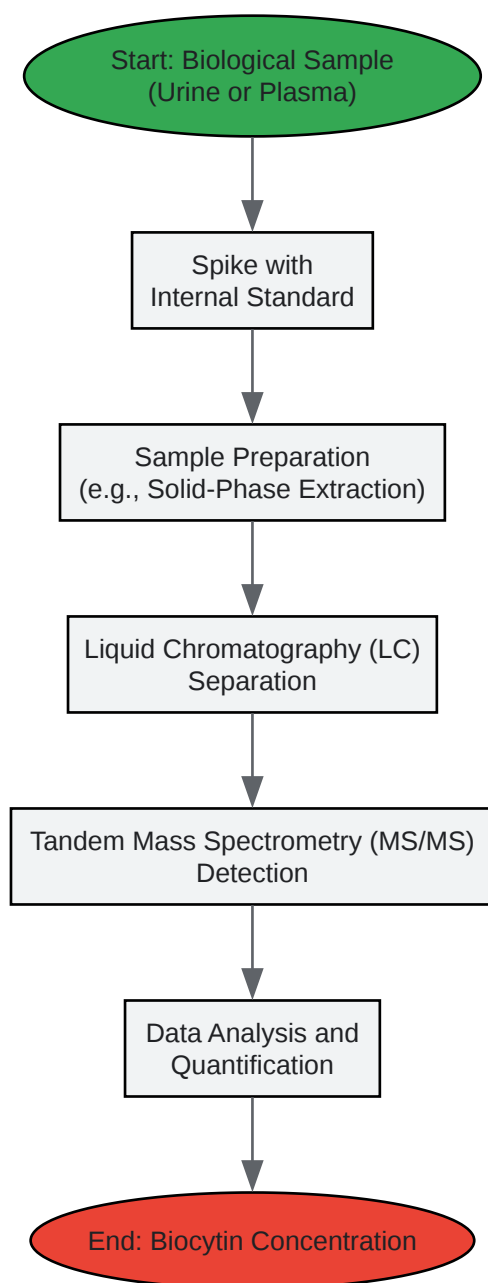 Start: Biological Sample
(Urine or Plasma)
Spike with
Internal Standard
Sample Preparation
(e.g., Solid-Phase Extraction)
Liquid Chromatography (LC)
Separation
Tandem Mass Spectrometry (MS/MS)
Detection
Data Analysis and
Quantification
End: Biocytin Concentration